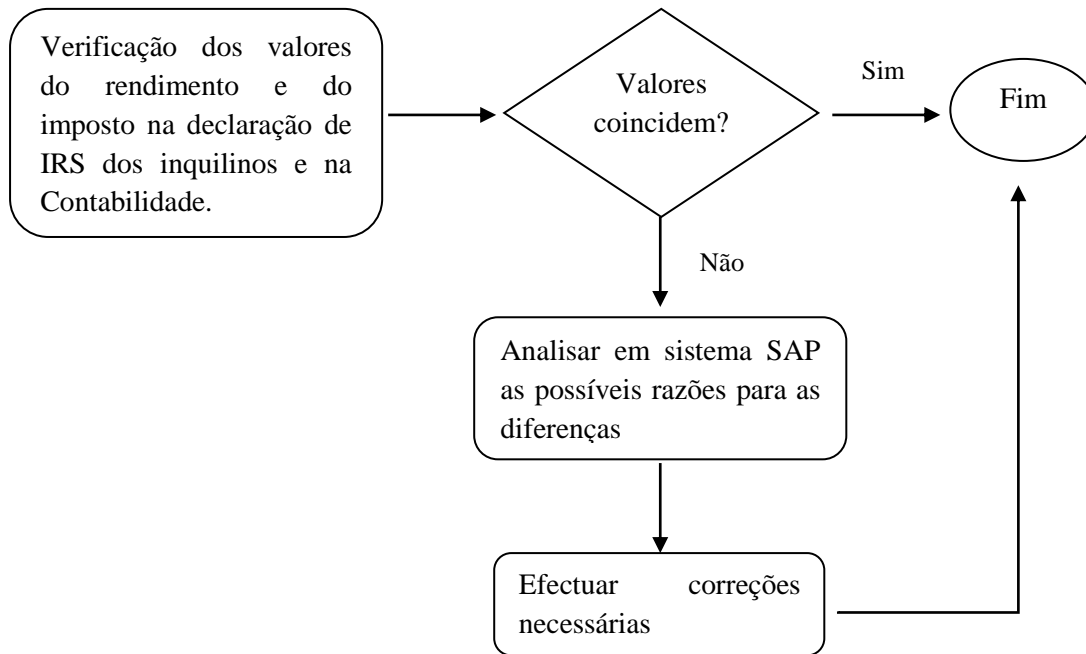 Verificação dos valores
do rendimento e do
imposto na declaração de
IRS dos inquilinos e na
Contabilidade.
Valores
coincidem?
Sim
Fim
Não
Analisar em sistema SAP
as possíveis razões para as
diferenças
Efectuar correções
necessárias